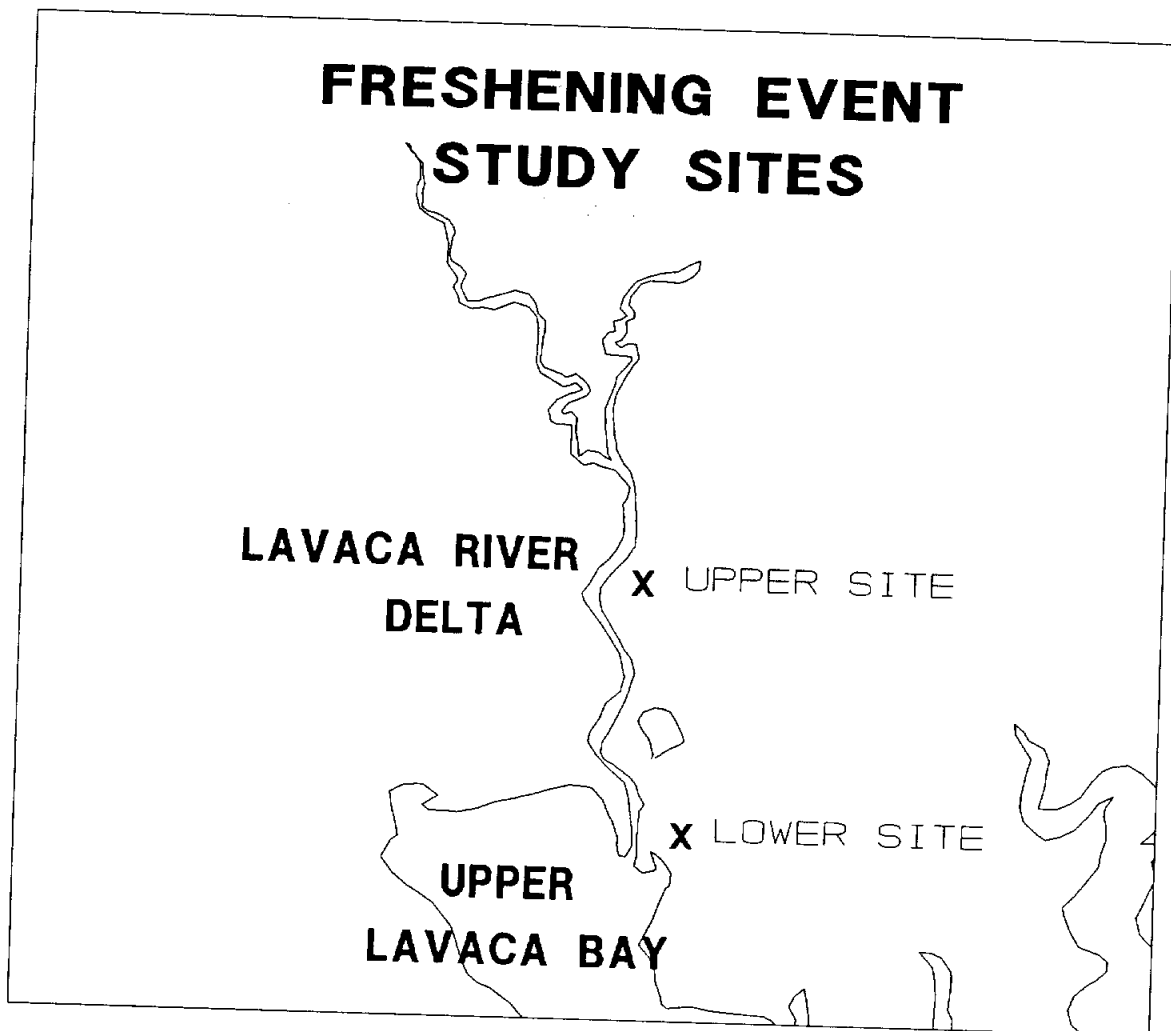 FRESHENING EVENT
STUDY SITES
LAVACA RIVER
DELTA
X UPPER SITE
X LOWER SITE
UPPER
LAVACA BAY